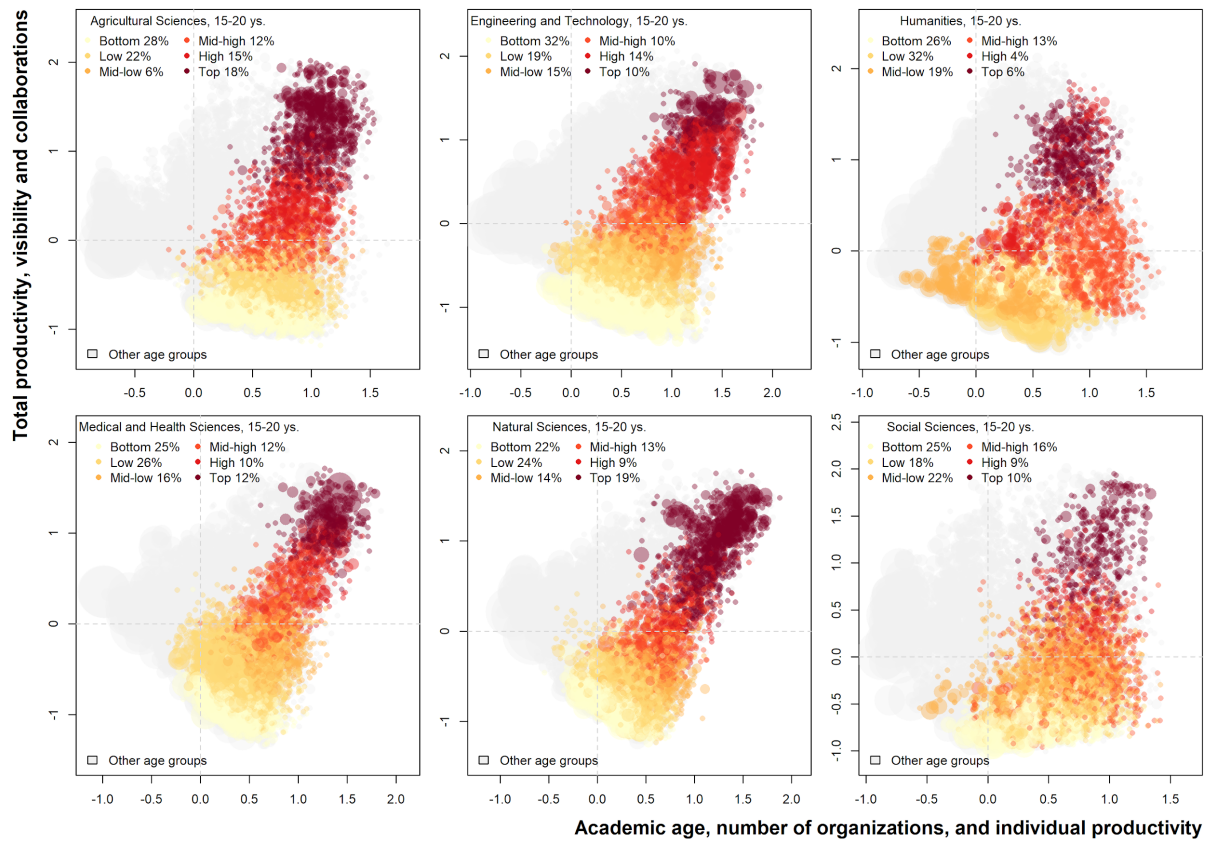 Total productivity, visibility and collaborations
Agricultural Sciences, 15-20 ys.
Bottom 28% Mid-high 12%
Low 22% High 15%
Mid-low 6% Top 18%
2
1
0
-1
Other age groups
-0.5 0.0 0.5 1.0 1.5
Engineering and Technology, 15-20 ys.
Bottom 32% Mid-high 10%
Low 19% High 14%
Mid-low 15% Top 10%
2
1
0
-1
Other age groups
-1.0 -0.5 0.0 0.5 1.0 1.5 2.0
Humanities, 15-20 ys.
Bottom 26% Mid-high 13%
Low 32% High 4%
Mid-low 19% Top 6%
2
1
0
-1
Other age groups
-1.0 -0.5 0.0 0.5 1.0 1.5
Medical and Health Sciences, 15-20 ys.
Bottom 25% Mid-high 12%
Low 26% High 10%
Mid-low 16% Top 12%
2
1
0
-1
Other age groups
-1.0 -0.5 0.0 0.5 1.0 1.5 2.0
Natural Sciences, 15-20 ys.
Bottom 22% Mid-high 13%
Low 24% High 9%
Mid-low 14% Top 19%
2
1
0
-1
Other age groups
-1.0 -0.5 0.0 0.5 1.0 1.5 2.0
Social Sciences, 15-20 ys.
Bottom 25% Mid-high 16%
Low 18% High 9%
Mid-low 22% Top 10%
2.5
2.0
1.5
1.0
0.5
0.0
-0.5
-1.0
Other age groups
-1.0 -0.5 0.0 0.5 1.0 1.5
Academic age, number of organizations, and individual productivity